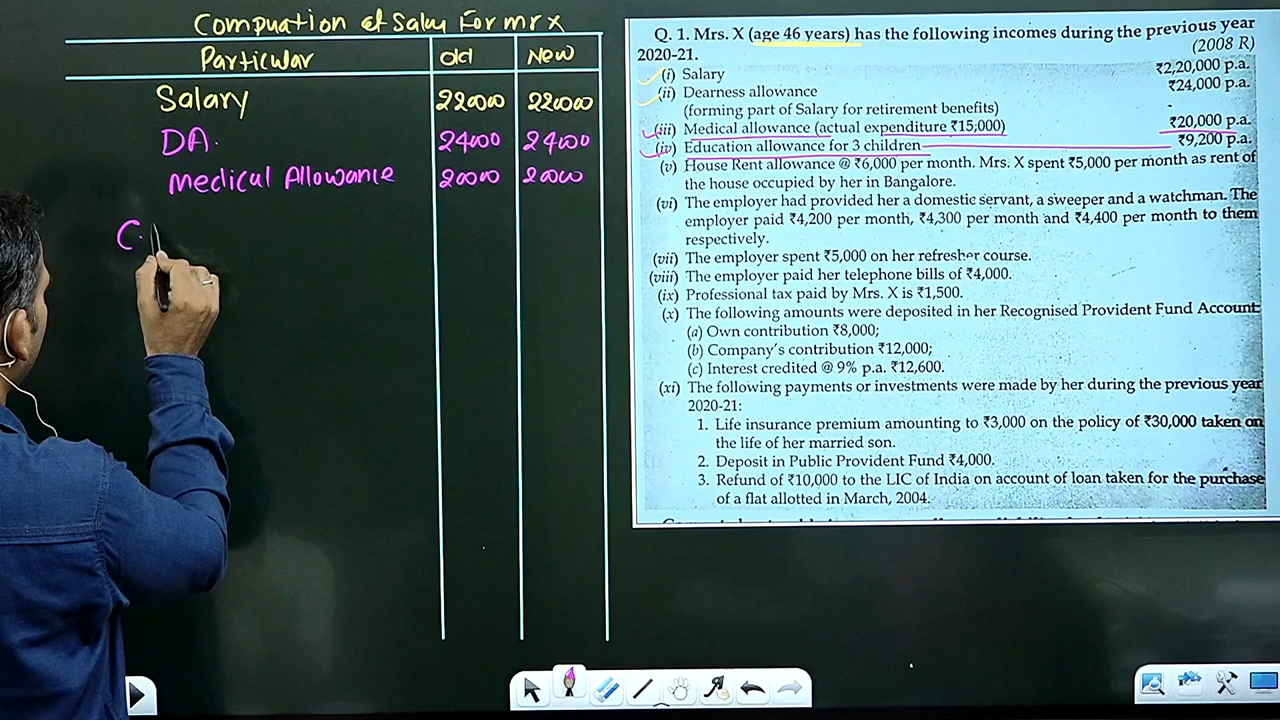 Compuation of Salary For mr x
Particular Old New
Salary 220000 220000
DA. 24000 24000
Medical Allowance 20000 20000
C.
Q. 1. Mrs. X (age 46 years) has the following incomes during the previous year
2020-21. (2008 R)
(i) Salary ₹2,20,000 p.a.
(ii) Dearness allowance ₹24,000 p.a.
(forming part of Salary for retirement benefits)
(iii) Medical allowance (actual expenditure ₹15,000) ₹20,000 p.a.
(iv) Education allowance for 3 children ₹9,200 p.a.
(v) House Rent allowance @ ₹6,000 per month. Mrs. X spent ₹5,000 per month as rent of
the house occupied by her in Bangalore.
(vi) The employer had provided her a domestic servant, a sweeper and a watchman. The
employer paid ₹4,200 per month, ₹4,300 per month and ₹4,400 per month to them
respectively.
(vii) The employer spent ₹5,000 on her refresher course.
(viii) The employer paid her telephone bills of ₹4,000.
(ix) Professional tax paid by Mrs. X is ₹1,500.
(x) The following amounts were deposited in her Recognised Provident Fund Account:
(a) Own contribution ₹8,000;
(b) Company's contribution ₹12,000;
(c) Interest credited @ 9% p.a. ₹12,600.
(xi) The following payments or investments were made by her during the previous year
2020-21:
1. Life insurance premium amounting to ₹3,000 on the policy of ₹30,000 taken on
the life of her married son.
2. Deposit in Public Provident Fund ₹4,000.
3. Refund of ₹10,000 to the LIC of India on account of loan taken for the purchase
of a flat allotted in March, 2004.